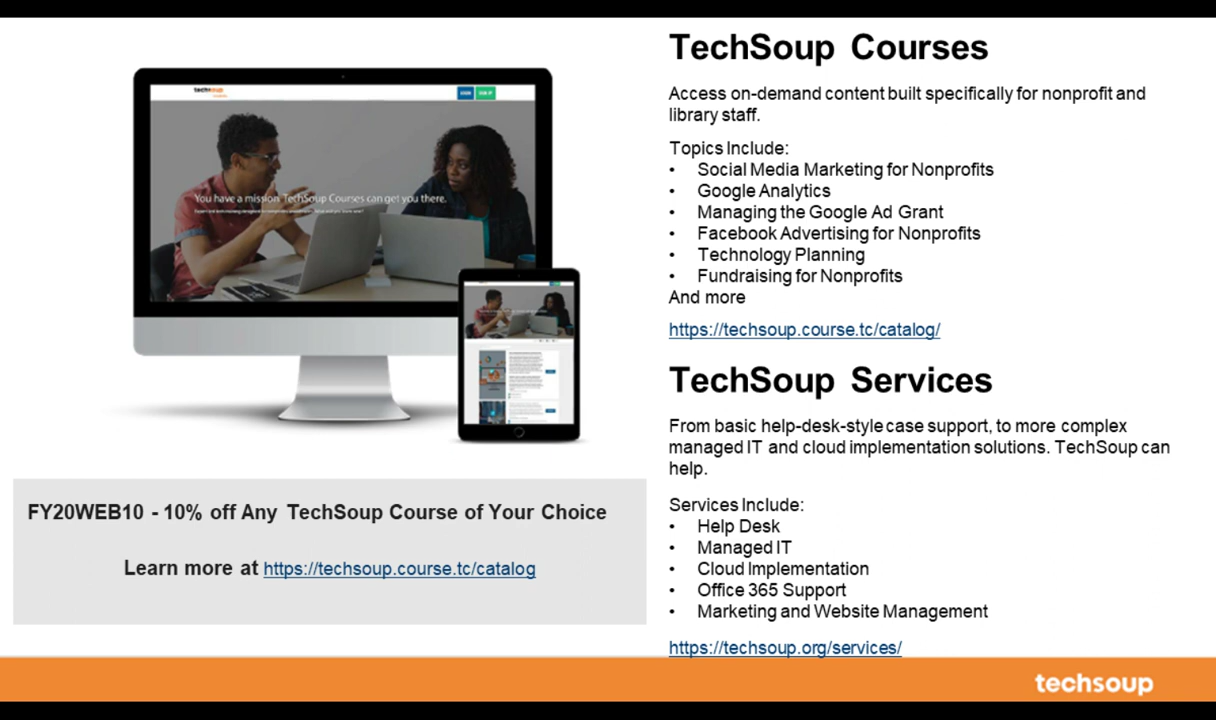 techsoup
LOGIN
SIGN UP
You have a mission. TechSoup Courses can get you there.
FY20WEB10 - 10% off Any TechSoup Course of Your Choice
Learn more at https://techsoup.course.tc/catalog
TechSoup Courses
Access on-demand content built specifically for nonprofit and
library staff.
Topics Include:
• Social Media Marketing for Nonprofits
• Google Analytics
• Managing the Google Ad Grant
• Facebook Advertising for Nonprofits
• Technology Planning
• Fundraising for Nonprofits
And more
https://techsoup.course.tc/catalog/
TechSoup Services
From basic help-desk-style case support, to more complex
managed IT and cloud implementation solutions. TechSoup can
help.
Services Include:
• Help Desk
• Managed IT
• Cloud Implementation
• Office 365 Support
• Marketing and Website Management
https://techsoup.org/services/
techsoup